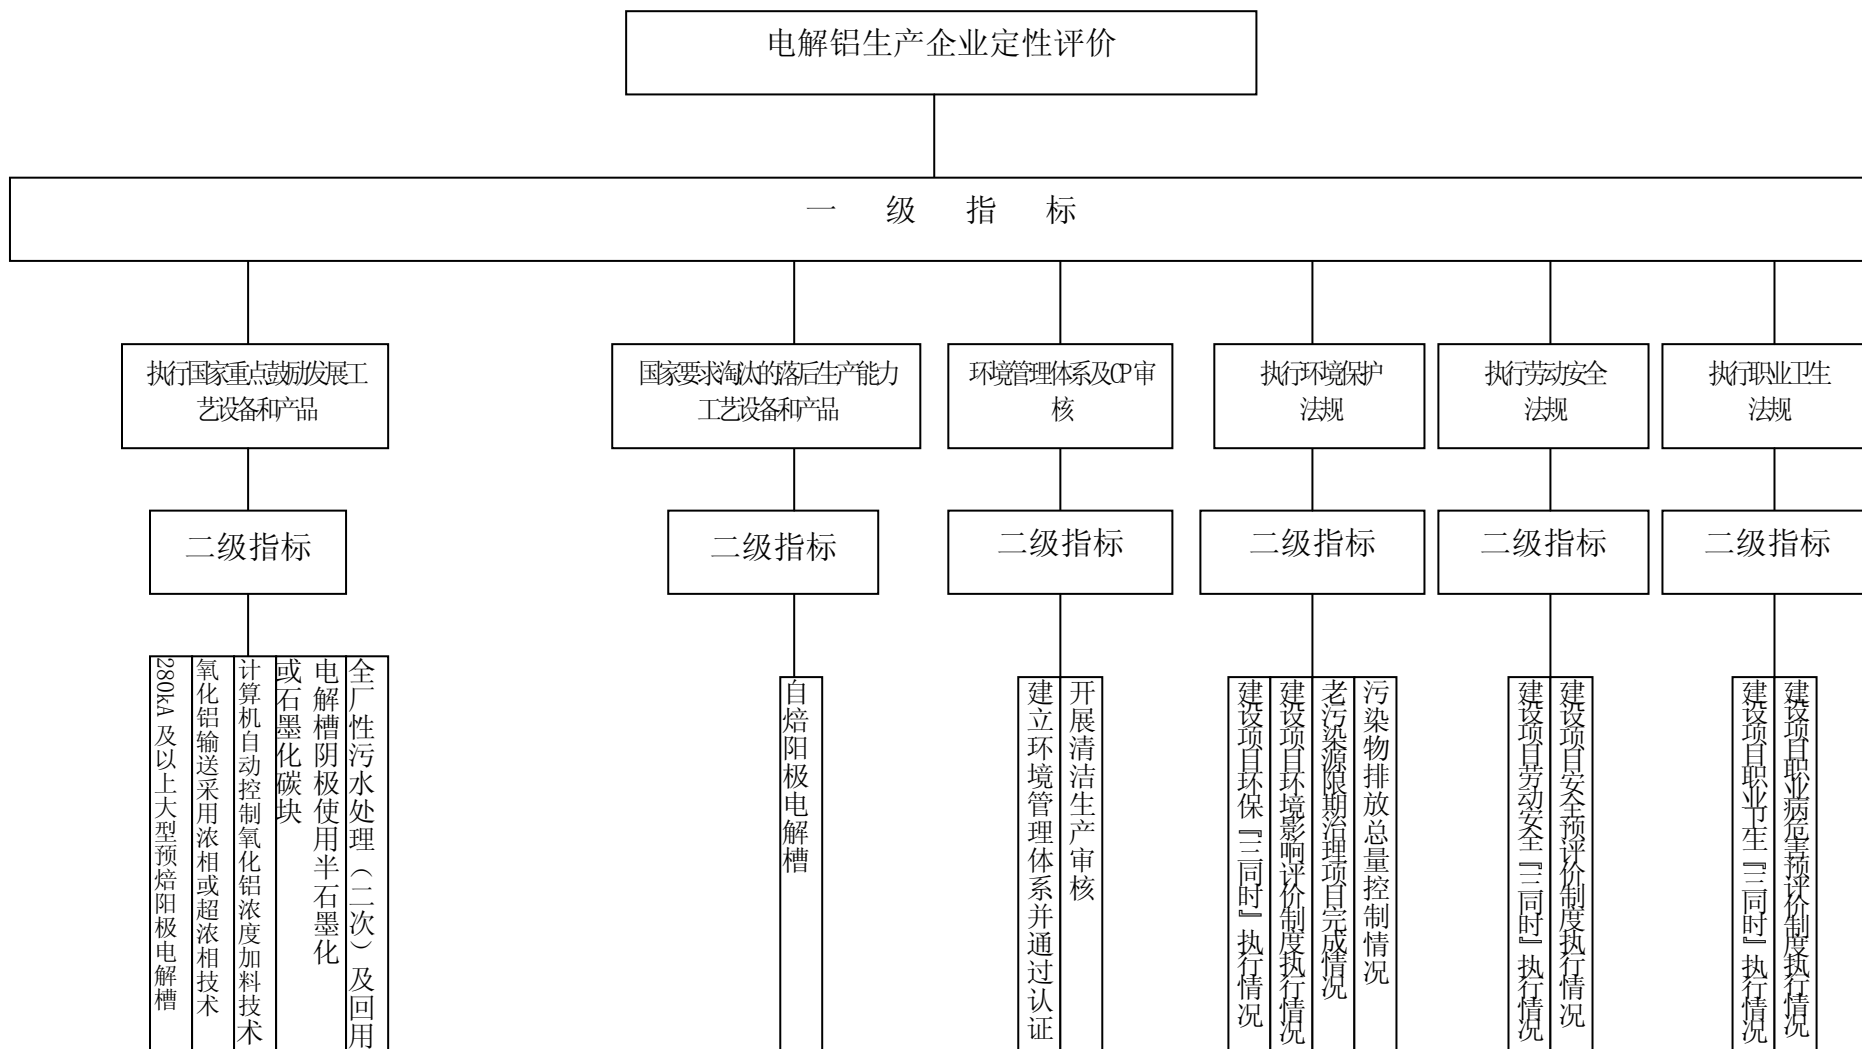 电解铝生产企业定性评价
一 级 指 标
执行国家重点鼓励发展工
艺设备和产品
国家要求淘汰的落后生产能力
工艺设备和产品
环境管理体系及CP审
核
执行环境保护
法规
执行劳动安全
法规
执行职业卫生
法规
二级指标
二级指标
二级指标
二级指标
二级指标
二级指标
280kA 及以上大型预焙阳极电解槽
氧化铝输送采用浓相或超浓相技术
计算机自动控制氧化铝浓度加料技术
电解槽阴极使用半石墨化
或石墨化碳块
全厂性污水处理（二次）及回用
自焙阳极电解槽
建立环境管理体系并通过认证
开展清洁生产审核
建设项目环保『三同时』执行情况
建设项目环境影响评价制度执行情况
老污染源限期治理项目完成情况
污染物排放总量控制情况
建设项目劳动安全『三同时』执行情况
建设项目安全预评价制度执行情况
建设项目职业卫生『三同时』执行情况
建设项目职业病危害预评价制度执行情况